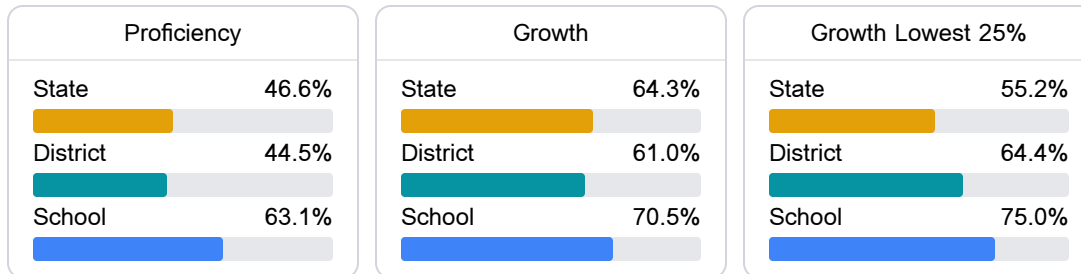 Proficiency
State 46.6%
District 44.5%
School 63.1%
Growth
State 64.3%
District 61.0%
School 70.5%
Growth Lowest 25%
State 55.2%
District 64.4%
School 75.0%